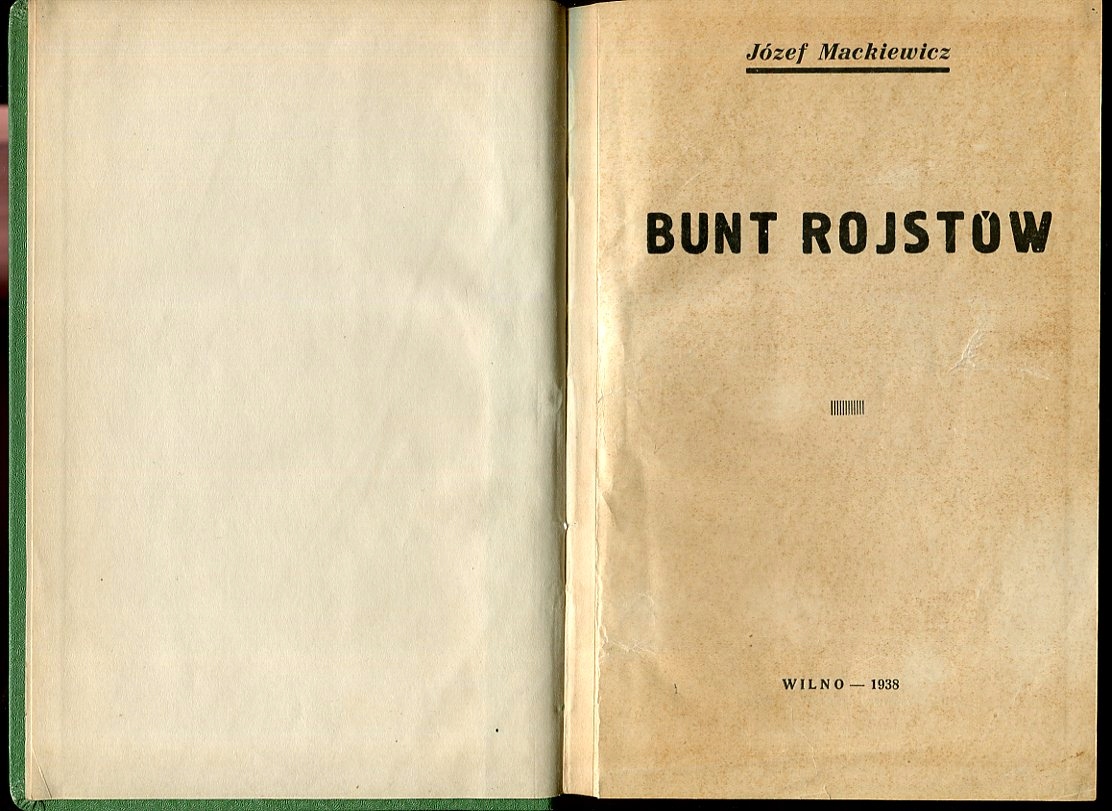 Józef Mackiewicz
BUNT ROJSTÓW
WILNO — 1938